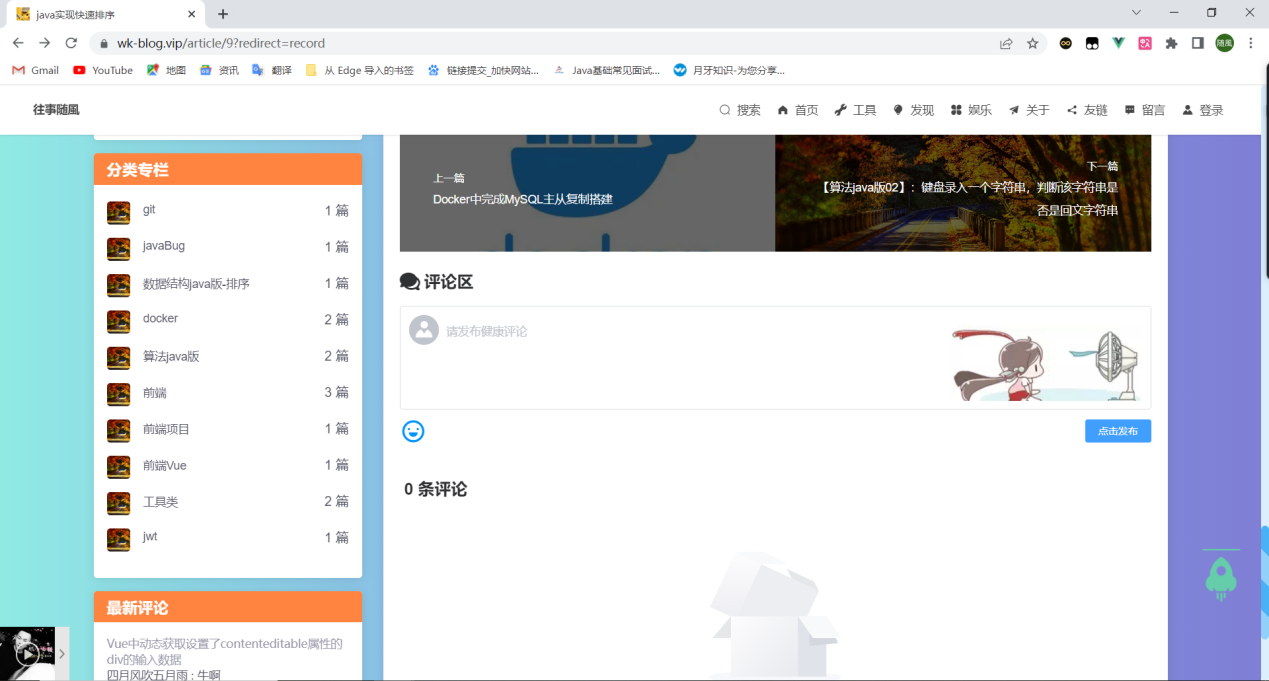 java实现快速排序
wk-blog.vip/article/9?redirect=record
随風
Gmail
YouTube
地图
资讯
翻译
从 Edge 导入的书签
链接提交_加快网站...
Java基础常见面试...
月牙知识-为您分享...
往事随風
搜索
首页
工具
发现
娱乐
关于
友链
留言
登录
分类专栏
git 1 篇
javaBug 1 篇
数据结构java版-排序 1 篇
docker 2 篇
算法java版 2 篇
前端 3 篇
前端项目 1 篇
前端Vue 1 篇
工具类 2 篇
jwt 1 篇
最新评论
Vue中动态获取设置了contenteditable属性的
div的输入数据
四月风吹五月雨 : 牛啊
上一篇
Docker中完成MySQL主从复制搭建
下一篇
【算法java版02】：键盘录入一个字符串，判断该字符串是
否是回文字符串
评论区
请发布健康评论
点击发布
0 条评论